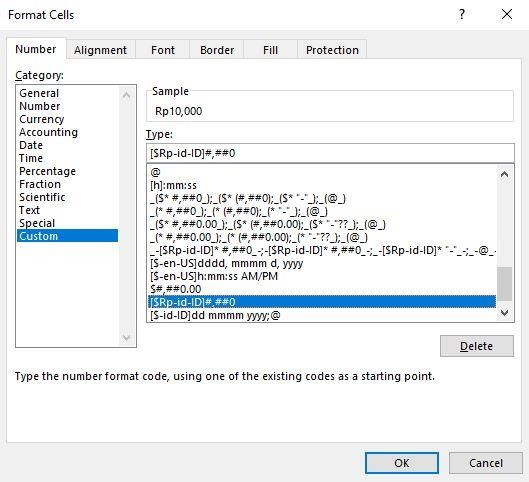 Format Cells
?
Number Alignment Font Border Fill Protection
Category:
General
Number
Currency
Accounting
Date
Time
Percentage
Fraction
Scientific
Text
Special
Custom
Sample
Rp10,000
Type:
[$Rp-id-ID]#,##0
@
[h]:mm:ss
_($* #,##0_);_($* (#,##0);_($* "-"_);_(@_)
_(* #,##0_);_(* (#,##0);_(* "-"_);_(@_)
_($* #,##0.00_);_($* (#,##0.00);_($* "-"??_);_(@_)
_(* #,##0.00_);_(* (#,##0.00);_(* "-"??_);_(@_)
_-[$Rp-id-ID]* #,##0_-;-[$Rp-id-ID]* #,##0_-;_-[$Rp-id-ID]* "-"_-;_-@_-
[$-en-US]dddd, mmmm d, yyyy
[$-en-US]h:mm:ss AM/PM
$#,##0.00
[$Rp-id-ID]#,##0
[$-id-ID]dd mmmm yyyy;@
Delete
Type the number format code, using one of the existing codes as a starting point.
OK Cancel